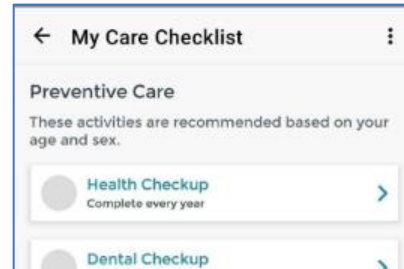 My Care Checklist
Preventive Care
These activities are recommended based on your
age and sex.
Health Checkup
Complete every year
Dental Checkup